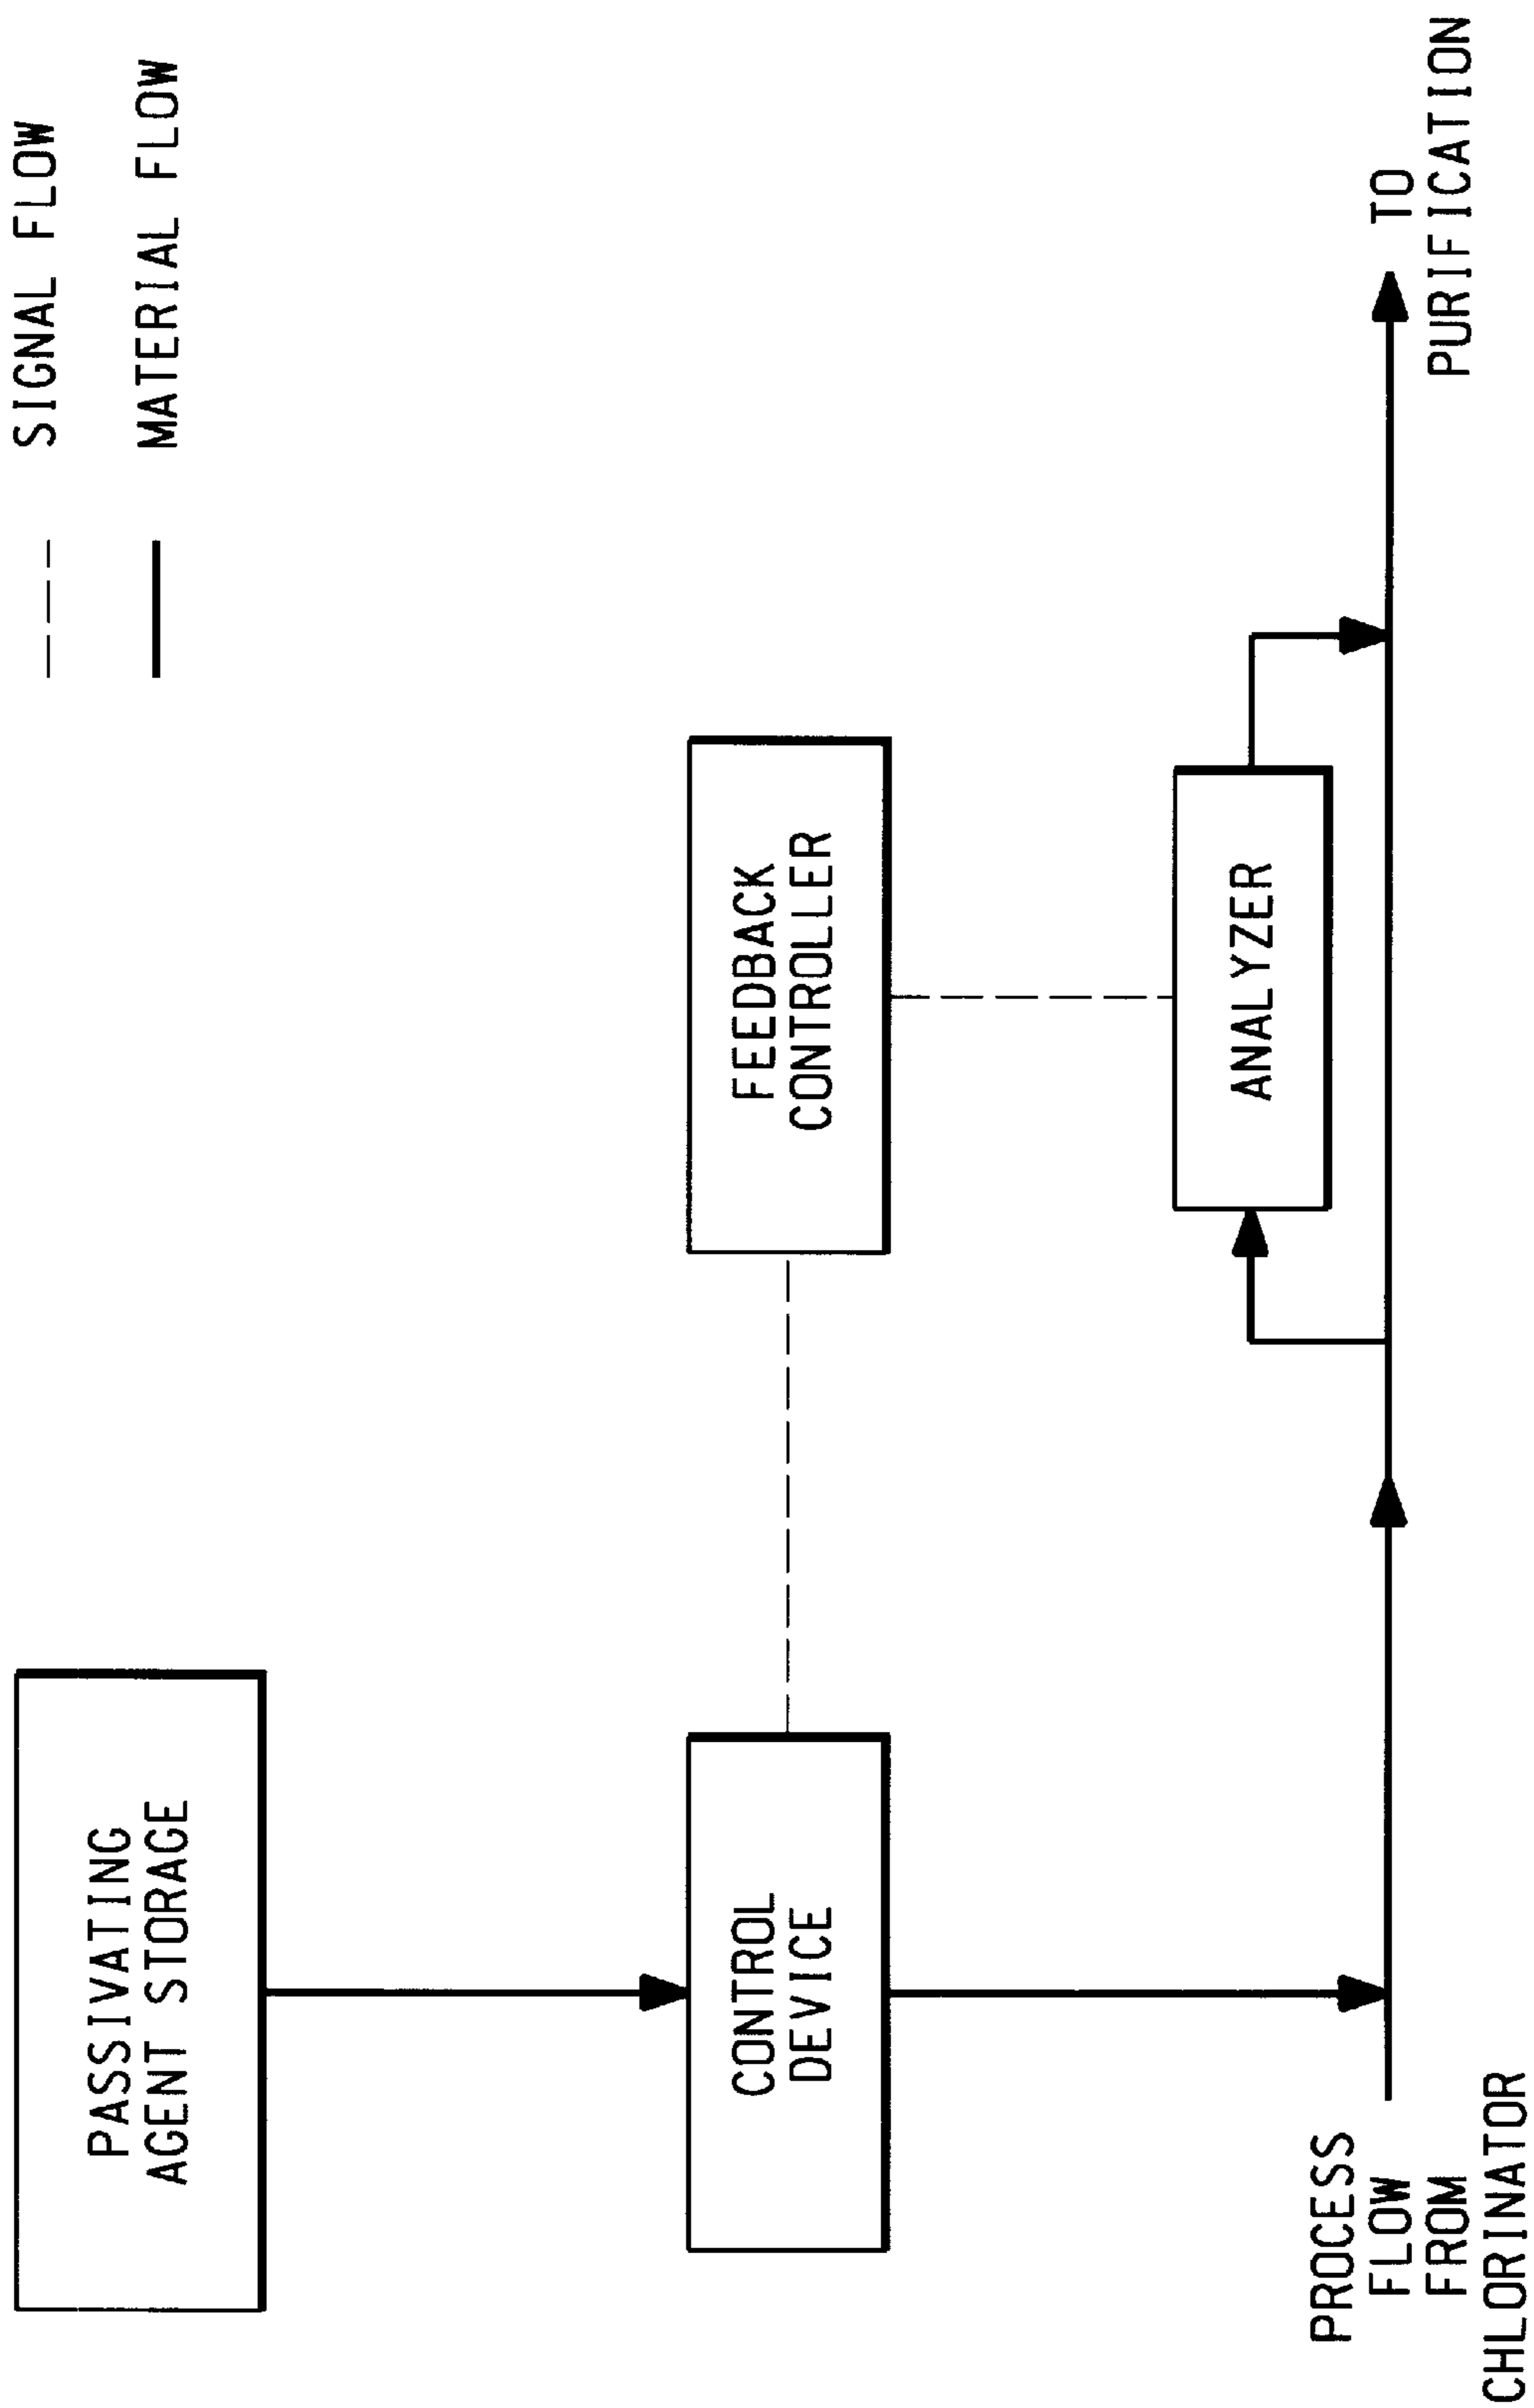 SIGNAL FLOW
MATERIAL FLOW
PASSIVATING
AGENT STORAGE
CONTROL
DEVICE
FEEDBACK
CONTROLLER
ANALYZER
PROCESS
FLOW
FROM
CHLORINATOR
TO
PURIFICATION